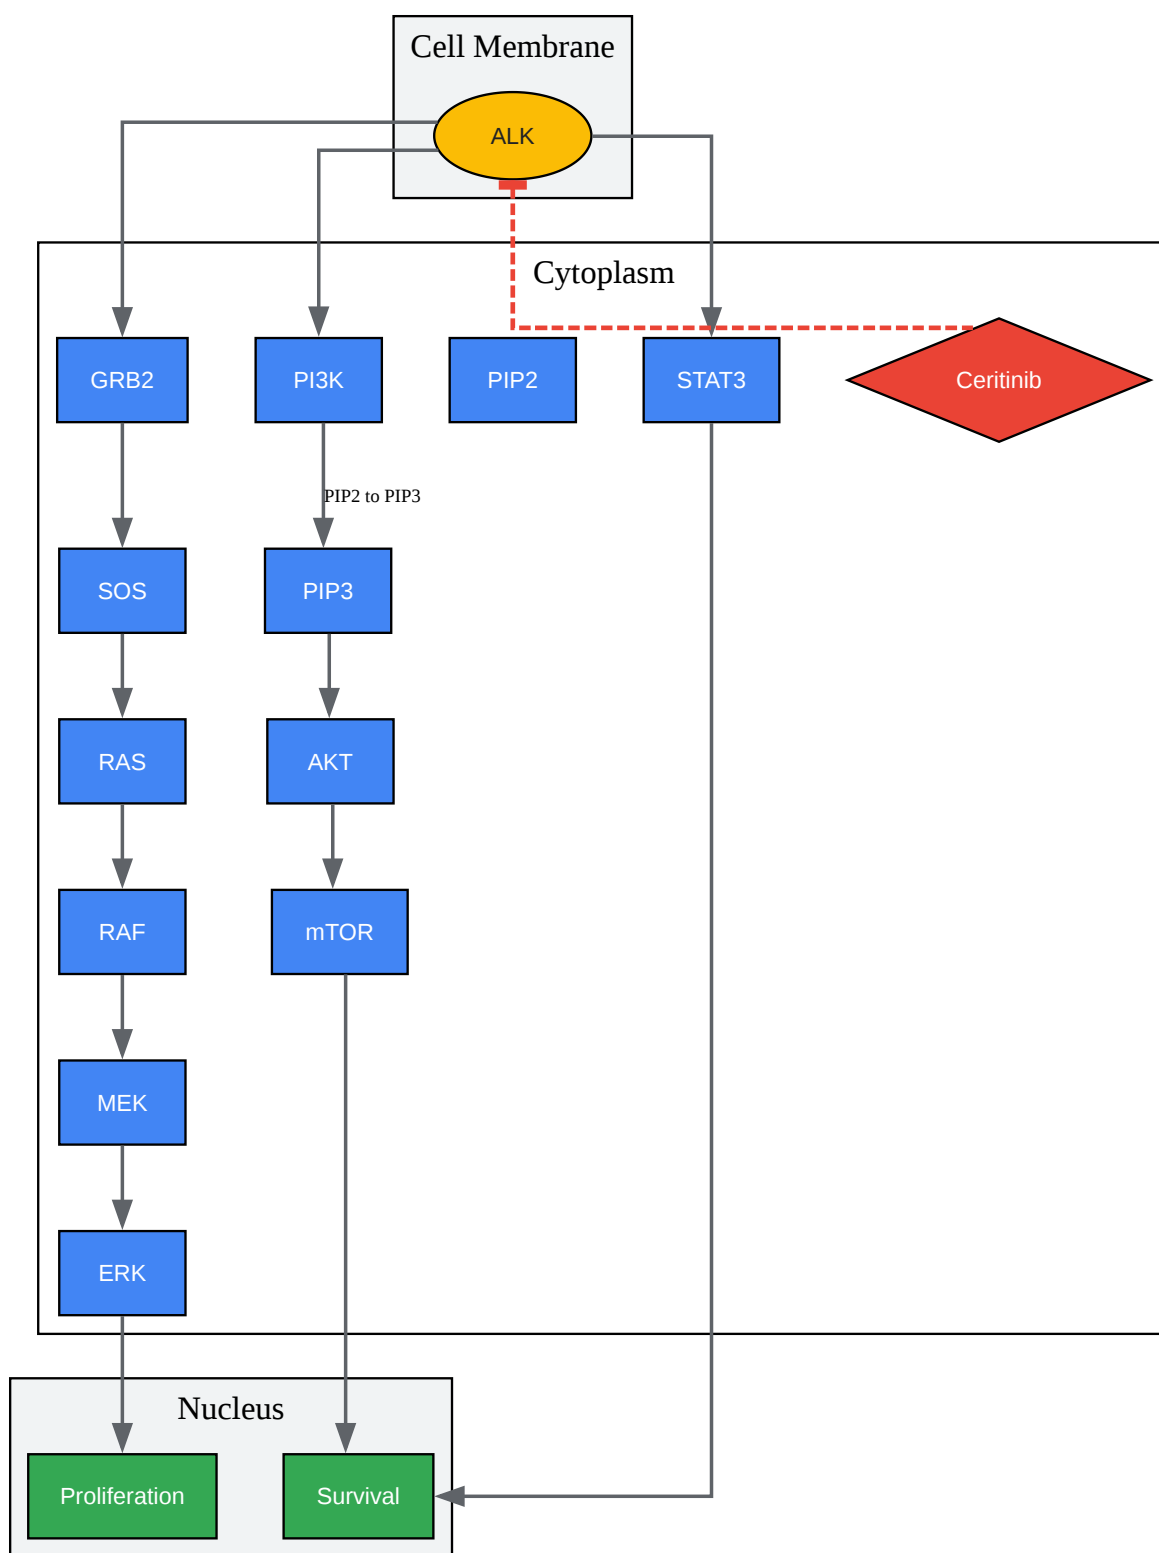 Cell Membrane
ALK
Cytoplasm
GRB2
PI3K
PIP2
STAT3
Ceritinib
PIP2 to PIP3
SOS
PIP3
RAS
AKT
RAF
mTOR
MEK
ERK
Nucleus
Proliferation
Survival